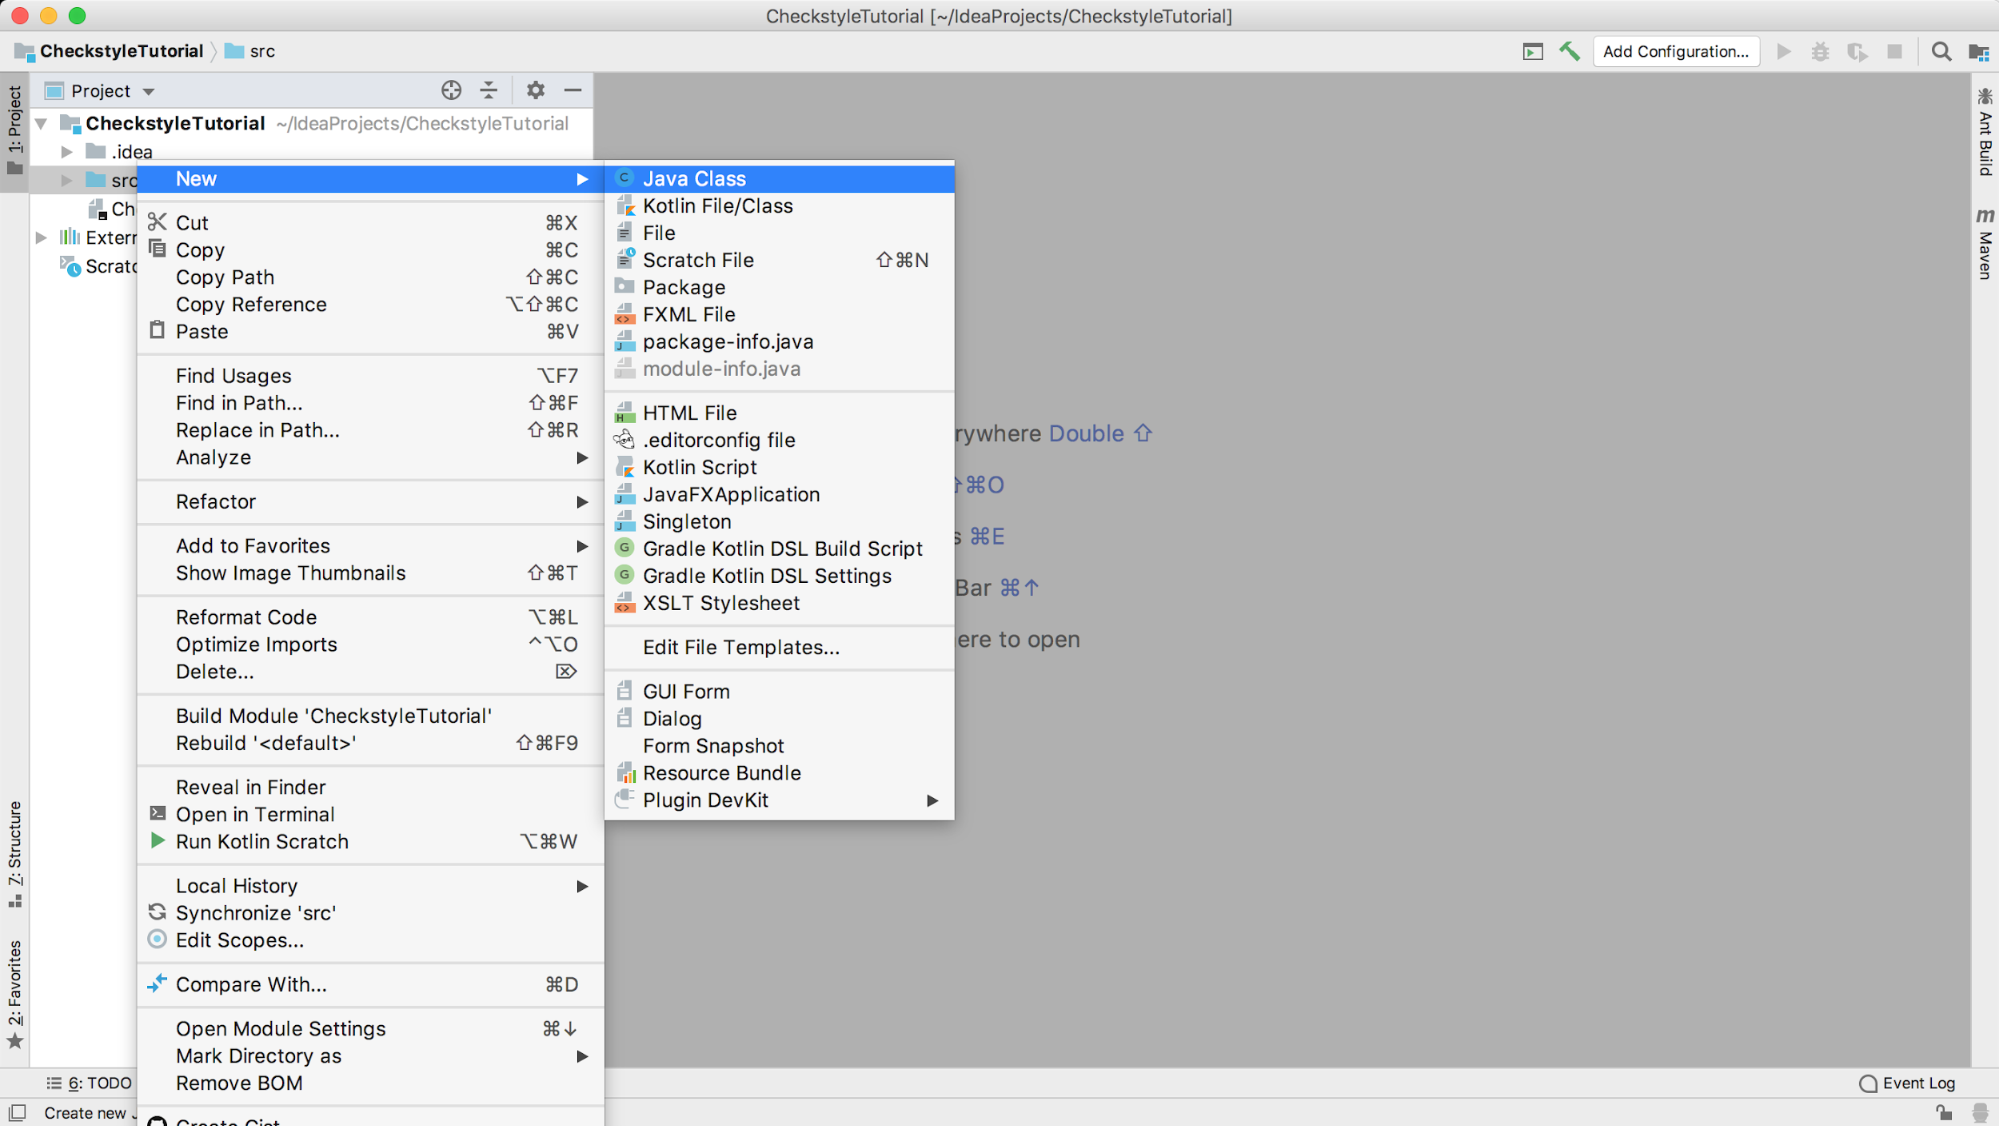 CheckstyleTutorial [~/IdeaProjects/CheckstyleTutorial]
CheckstyleTutorial
src
Add Configuration...
1: Project
Project
CheckstyleTutorial ~/IdeaProjects/CheckstyleTutorial
.idea
src
Ch
Extern
Scratc
New
Cut ⌘X
Copy ⌘C
Copy Path ⇧⌘C
Copy Reference ⌥⇧⌘C
Paste ⌘V
Find Usages ⌥F7
Find in Path... ⇧⌘F
Replace in Path... ⇧⌘R
Analyze
Refactor
Add to Favorites
Show Image Thumbnails ⇧⌘T
Reformat Code ⌥⌘L
Optimize Imports ^⌥O
Delete... ⌦
Build Module 'CheckstyleTutorial'
Rebuild '<default>' ⇧⌘F9
Reveal in Finder
Open in Terminal
Run Kotlin Scratch ⌥⌘W
Local History
Synchronize 'src'
Edit Scopes...
Compare With... ⌘D
Open Module Settings ⌘↓
Mark Directory as
Remove BOM
Create Gist
Java Class
Kotlin File/Class
File
Scratch File ⇧⌘N
Package
FXML File
package-info.java
module-info.java
HTML File
.editorconfig file
Kotlin Script
JavaFXApplication
Singleton
Gradle Kotlin DSL Build Script
Gradle Kotlin DSL Settings
XSLT Stylesheet
Edit File Templates...
GUI Form
Dialog
Form Snapshot
Resource Bundle
Plugin DevKit
rywhere Double ⇧
⇧⌘O
s ⌘E
Bar ⌘↑
ere to open
Ant Build
m Maven
7: Structure
2: Favorites
6: TODO
Event Log
Create new J